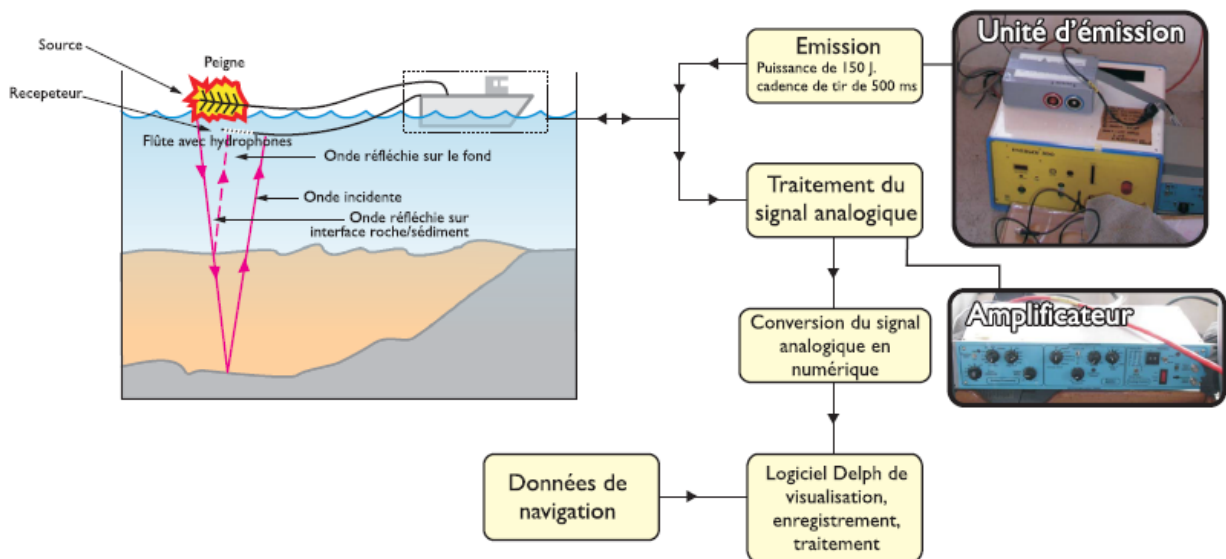 Source
Peigne
Recepeteur
Flûte avec hydrophones
Onde réfléchie sur le fond
Onde incidente
Onde réfléchie sur
interface roche/sédiment
Emission
Puissance de 150 J.
cadence de tir de 500 ms
Unité d'émission
Traitement du
signal analogique
Amplificateur
Conversion du signal
analogique en
numérique
Données de
navigation
Logiciel Delph de
visualisation,
enregistrement,
traitement